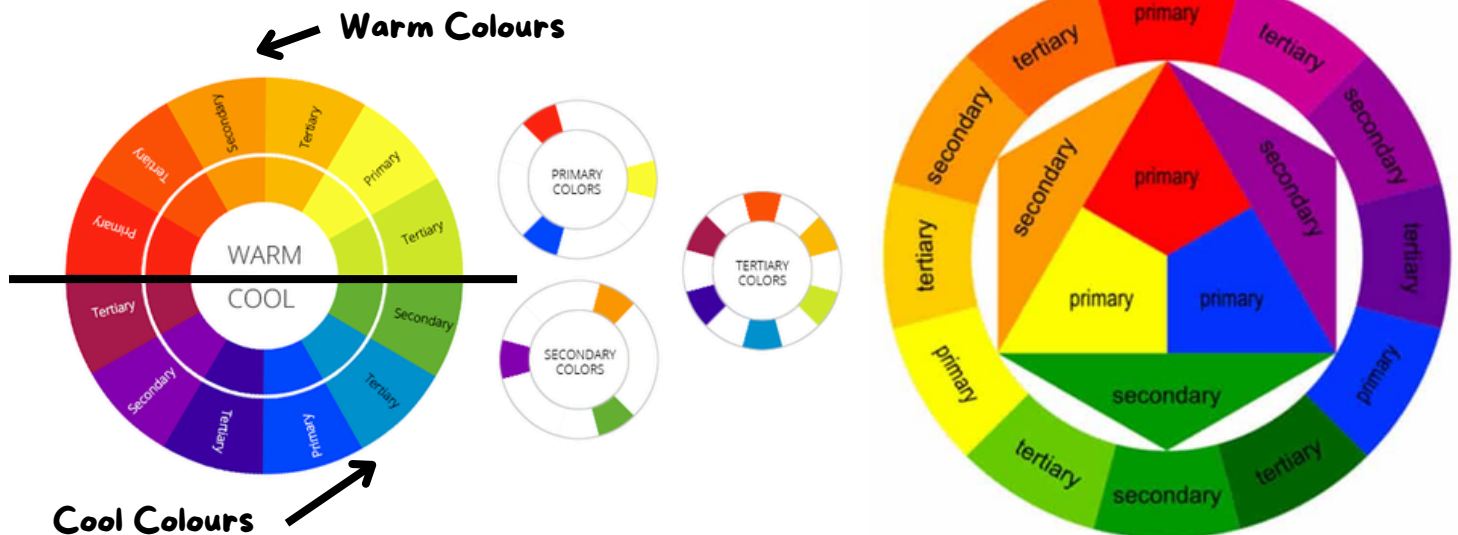 Warm Colours
Secondary
Tertiary
Tertiary
Primary
Primary
Tertiary
WARM
COOL
Tertiary
Secondary
Secondary
Tertiary
Tertiary
Primary
Cool Colours
PRIMARY
COLORS
SECONDARY
COLORS
TERTIARY
COLORS
primary
tertiary
tertiary
secondary
secondary
tertiary
tertiary
primary
primary
tertiary
tertiary
secondary
primary
secondary
secondary
primary
primary
secondary